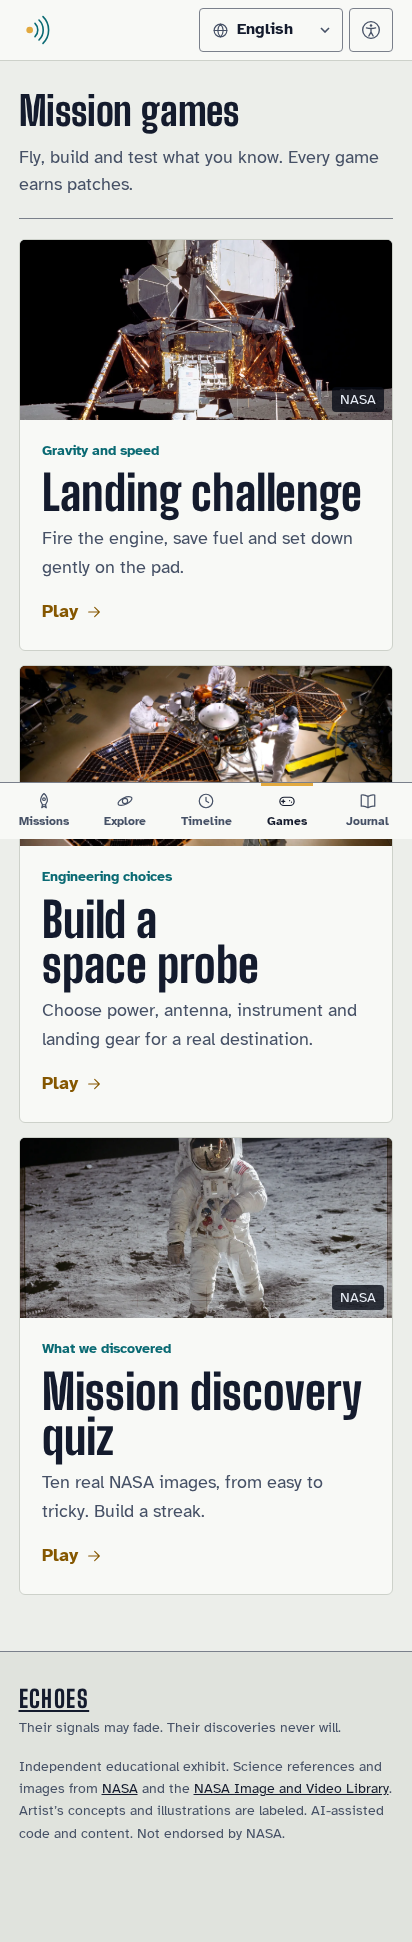 English
Mission games
Fly, build and test what you know. Every game
earns patches.
NASA
Gravity and speed
Landing challenge
Fire the engine, save fuel and set down
gently on the pad.
Play
Missions
Explore
Timeline
Games
Journal
Engineering choices
Build a
space probe
Choose power, antenna, instrument and
landing gear for a real destination.
Play
NASA
What we discovered
Mission discovery
quiz
Ten real NASA images, from easy to
tricky. Build a streak.
Play
ECHOES
Their signals may fade. Their discoveries never will.
Independent educational exhibit. Science references and
images from NASA and the NASA Image and Video Library.
Artist's concepts and illustrations are labeled. AI-assisted
code and content. Not endorsed by NASA.